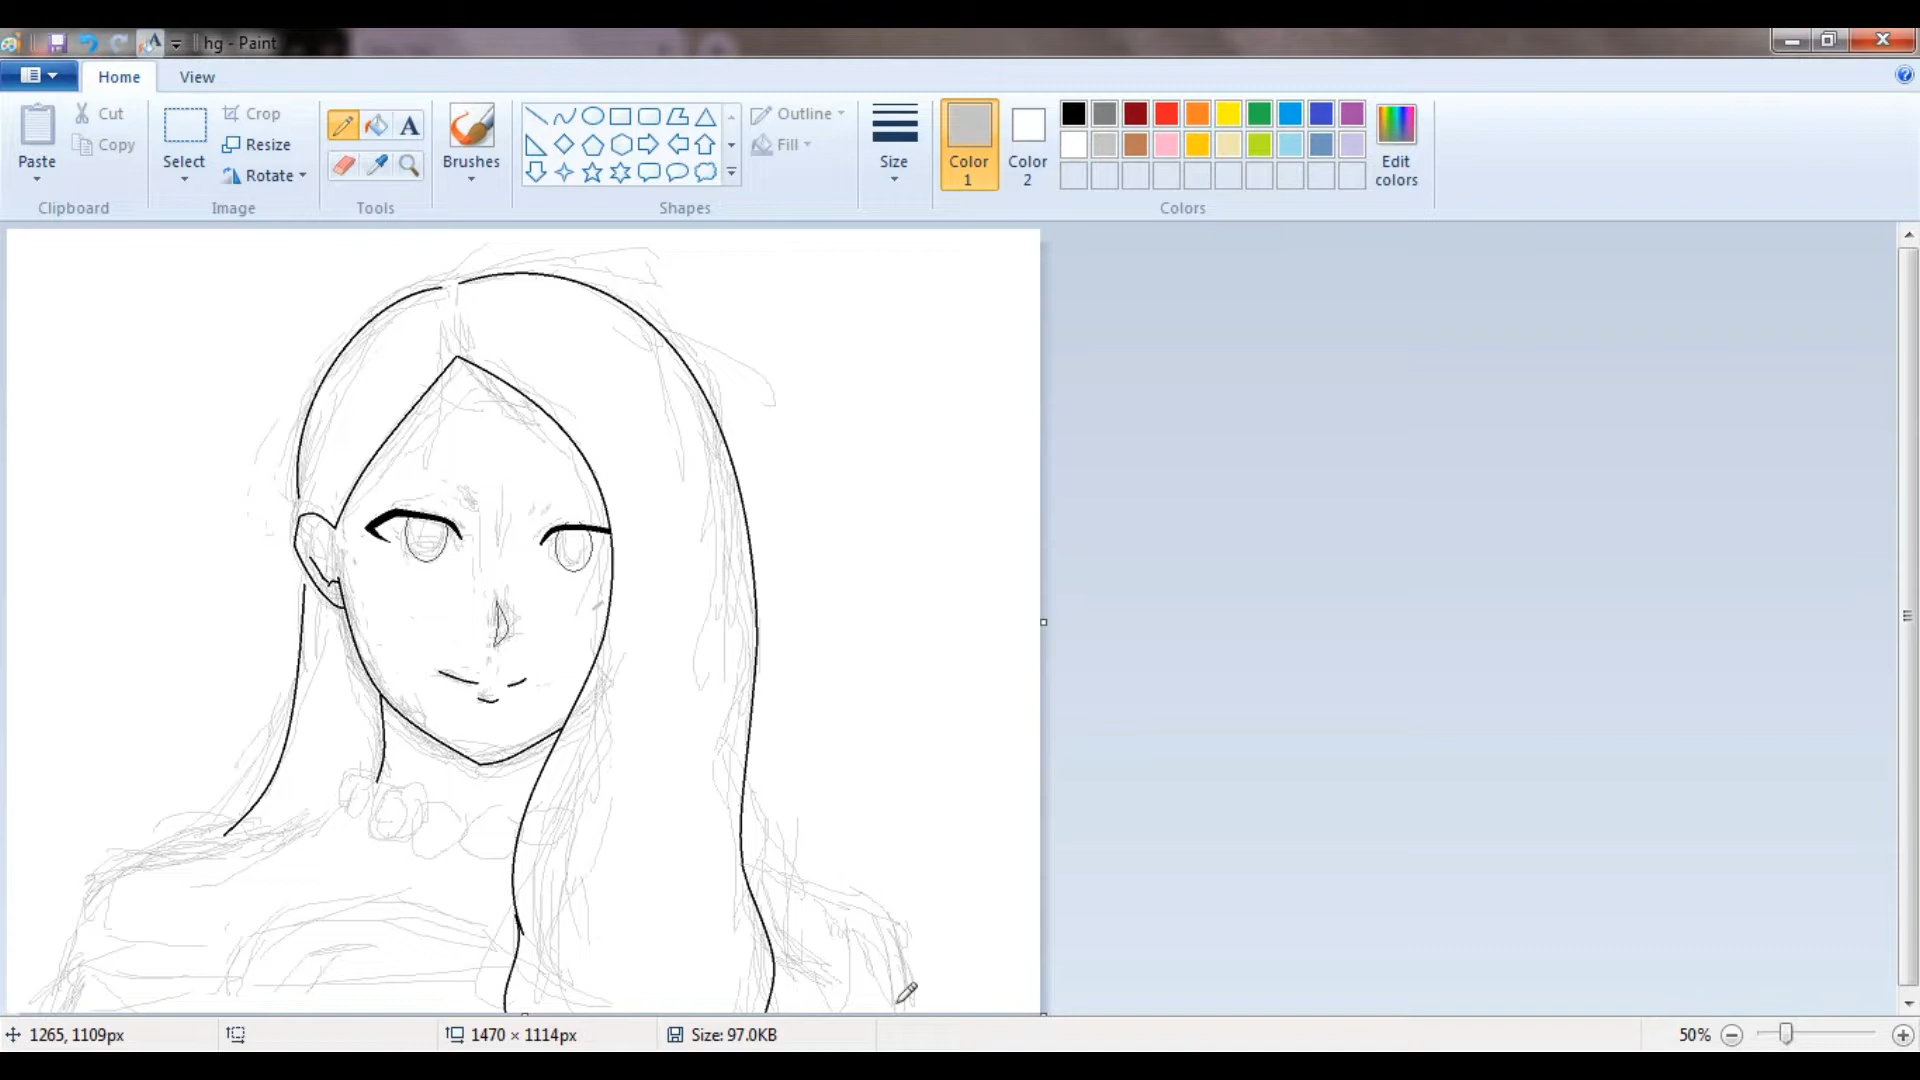 hg - Paint
Home View
Paste
Cut
Copy
Clipboard
Select
Crop
Resize
Rotate
Image
A
Tools
Brushes
Outline
Fill
Shapes
Size
Color
1
Color
2
Edit
colors
Colors
1265, 1109px
1470 × 1114px
Size: 97.0KB
50%